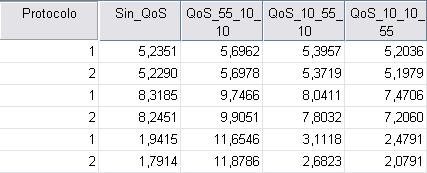 Protocolo Sin_QoS QoS_55_10_10 QoS_10_55_10 QoS_10_10_55
1 5,2351 5,6962 5,3957 5,2036
2 5,2290 5,6978 5,3719 5,1979
1 8,3185 9,7466 8,0411 7,4706
2 8,2451 9,9051 7,8032 7,2060
1 1,9415 11,6546 3,1118 2,4791
2 1,7914 11,8786 2,6823 2,0791